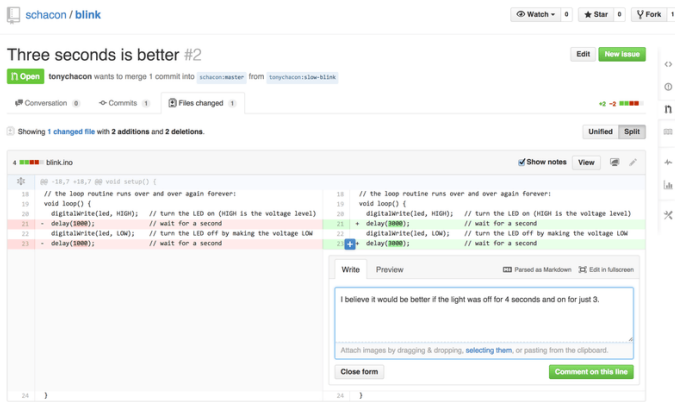 schacon / blink
Watch 0 Star 0 Fork 1
Three seconds is better #2
Edit New issue
Open tonychacon wants to merge 1 commit into schacon:master from tonychacon:slow-blink
Conversation 0 Commits 1 Files changed 1
+2 −2
Showing 1 changed file with 2 additions and 2 deletions.
Unified Split
4 blink.ino
Show notes View
@@ -18,7 +18,7 @@ void setup() {
18 // the loop routine runs over and over again forever:
19 void loop() {
20 digitalWrite(led, HIGH); // turn the LED on (HIGH is the voltage level)
21 - delay(1000); // wait for a second
22 digitalWrite(led, LOW); // turn the LED off by making the voltage LOW
23 - delay(1000); // wait for a second
18 // the loop routine runs over and over again forever:
19 void loop() {
20 digitalWrite(led, HIGH); // turn the LED on (HIGH is the voltage level)
21 + delay(3000); // wait for a second
22 digitalWrite(led, LOW); // turn the LED off by making the voltage LOW
23 + delay(3000); // wait for a second
Write Preview
Parsed as Markdown Edit in fullscreen
I believe it would be better if the light was off for 4 seconds and on for just 3.
Attach images by dragging & dropping, selecting them, or pasting from the clipboard.
Close form Comment on this line
24 }
24 }